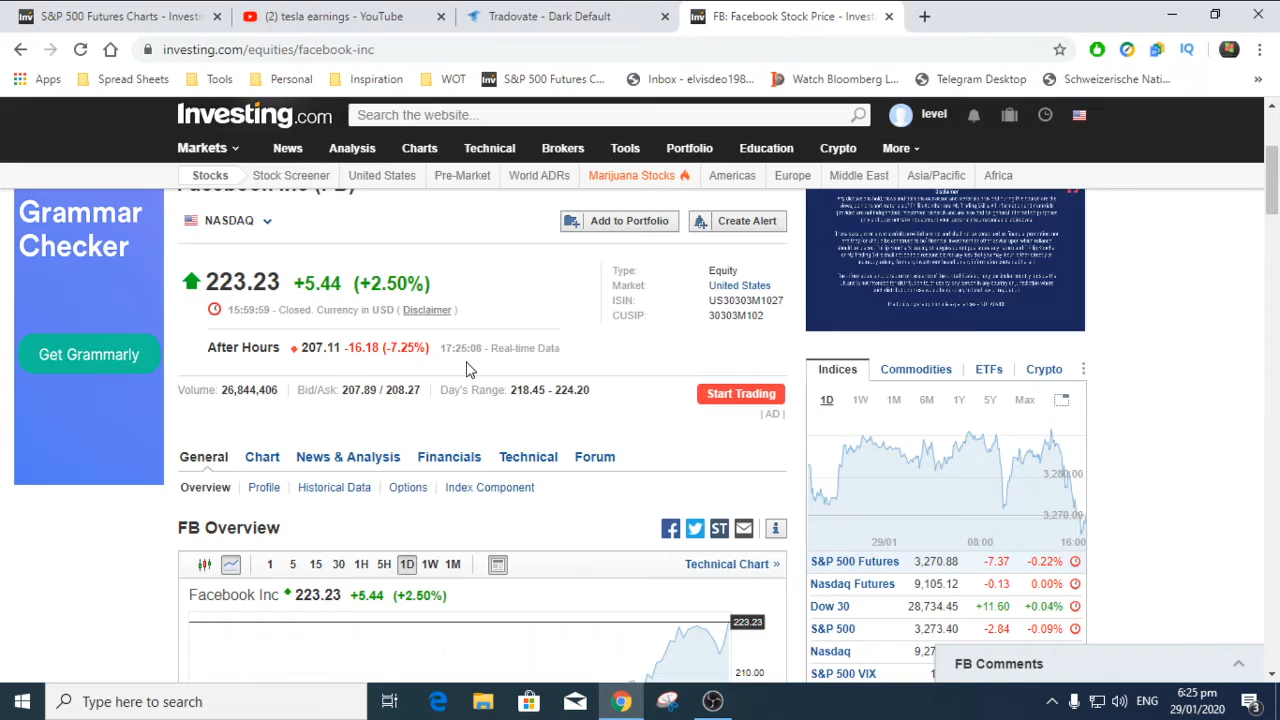 S&P 500 Futures Charts - Investin
(2) tesla earnings - YouTube
Tradovate - Dark Default
FB: Facebook Stock Price - Invest
investing.com/equities/facebook-inc
IQ
Apps
Spread Sheets
Tools
Personal
Inspiration
WOT
S&P 500 Futures C...
Inbox - elvisdea198...
Watch Bloomberg L...
Telegram Desktop
Schweizerische Nati...
Investing.com
Search the website...
level
Markets
News
Analysis
Charts
Technical
Brokers
Tools
Portfolio
Education
Crypto
More
Stocks
Stock Screener
United States
Pre-Market
World ADRs
Marijuana Stocks
Americas
Europe
Middle East
Asia/Pacific
Africa
Facebook Inc (FB)
Grammar
Checker
Get Grammarly
NASDAQ
Add to Portfolio
Create Alert
223.23 +5.44 (+2.50%)
15:59:59 - Closed. Currency in USD ( Disclaimer )
Type: Equity
Market: United States
ISIN: US30303M1027
CUSIP: 30303M102
After Hours 207.11 -16.18 (-7.25%) 17:25:08 - Real-time Data
Volume: 26,844,406
Bid/Ask: 207.89 / 208.27
Day's Range: 218.45 - 224.20
Start Trading
| AD |
General
Chart
News & Analysis
Financials
Technical
Forum
Overview
Profile
Historical Data
Options
Index Component
FB Overview
ST
1 5 15 30 1H 5H 1D 1W 1M
Technical Chart »
Facebook Inc 223.23 +5.44 (+2.50%)
223.23
210.00
Disclaimer
Indices
Commodities
ETFs
Crypto
1D 1W 1M 6M 1Y 5Y Max
3,280.00
3,270.00
29/01 08:00 16:00
S&P 500 Futures 3,270.88 -7.37 -0.22%
Nasdaq Futures 9,105.12 -0.13 0.00%
Dow 30 28,734.45 +11.60 +0.04%
S&P 500 3,273.40 -2.84 -0.09%
Nasdaq 9,27
S&P 500 VIX 1
FB Comments
Type here to search
ENG
6:25 pm
29/01/2020
3